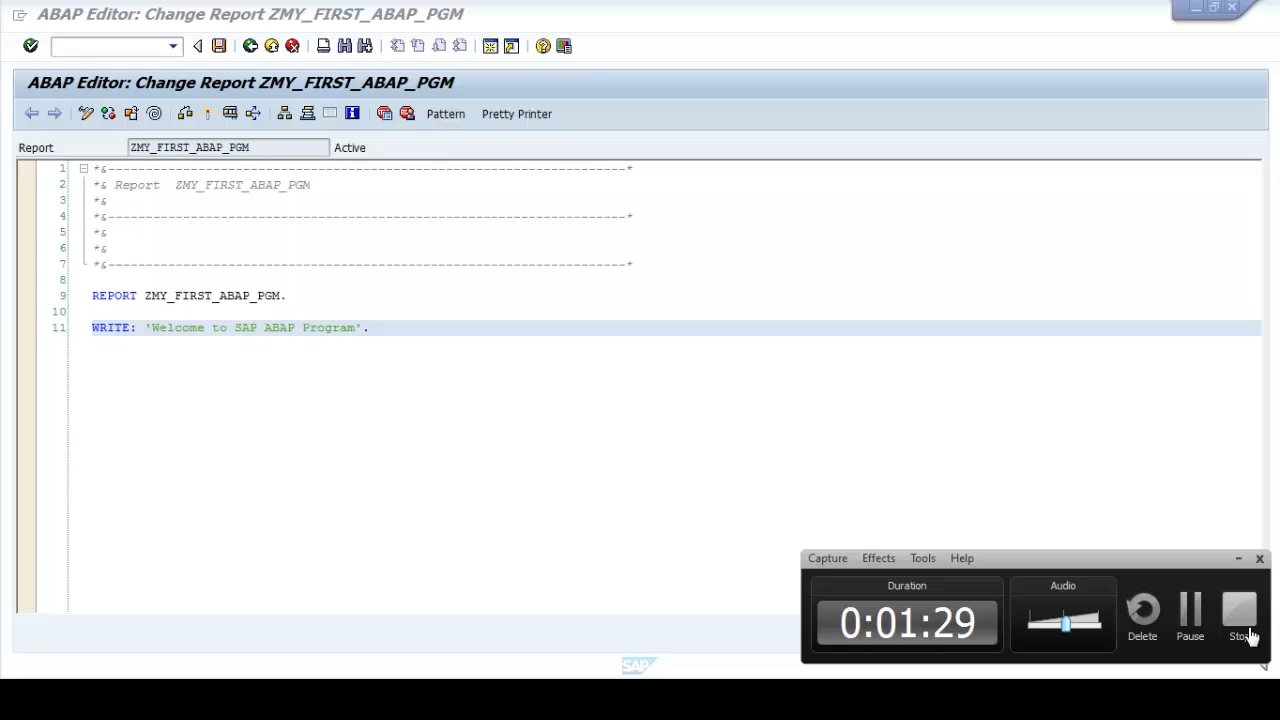 ABAP Editor: Change Report ZMY_FIRST_ABAP_PGM
ABAP Editor: Change Report ZMY_FIRST_ABAP_PGM
Pattern Pretty Printer
Report ZMY_FIRST_ABAP_PGM Active
1 *&---------------------------------------------------------------------*
2 *& Report ZMY_FIRST_ABAP_PGM
3 *&
4 *&---------------------------------------------------------------------*
5 *&
6 *&
7 *&---------------------------------------------------------------------*
8
9 REPORT ZMY_FIRST_ABAP_PGM.
10
11 WRITE: 'Welcome to SAP ABAP Program'.
Capture Effects Tools Help
Duration Audio
0:01:29
Delete Pause Stop
SAP